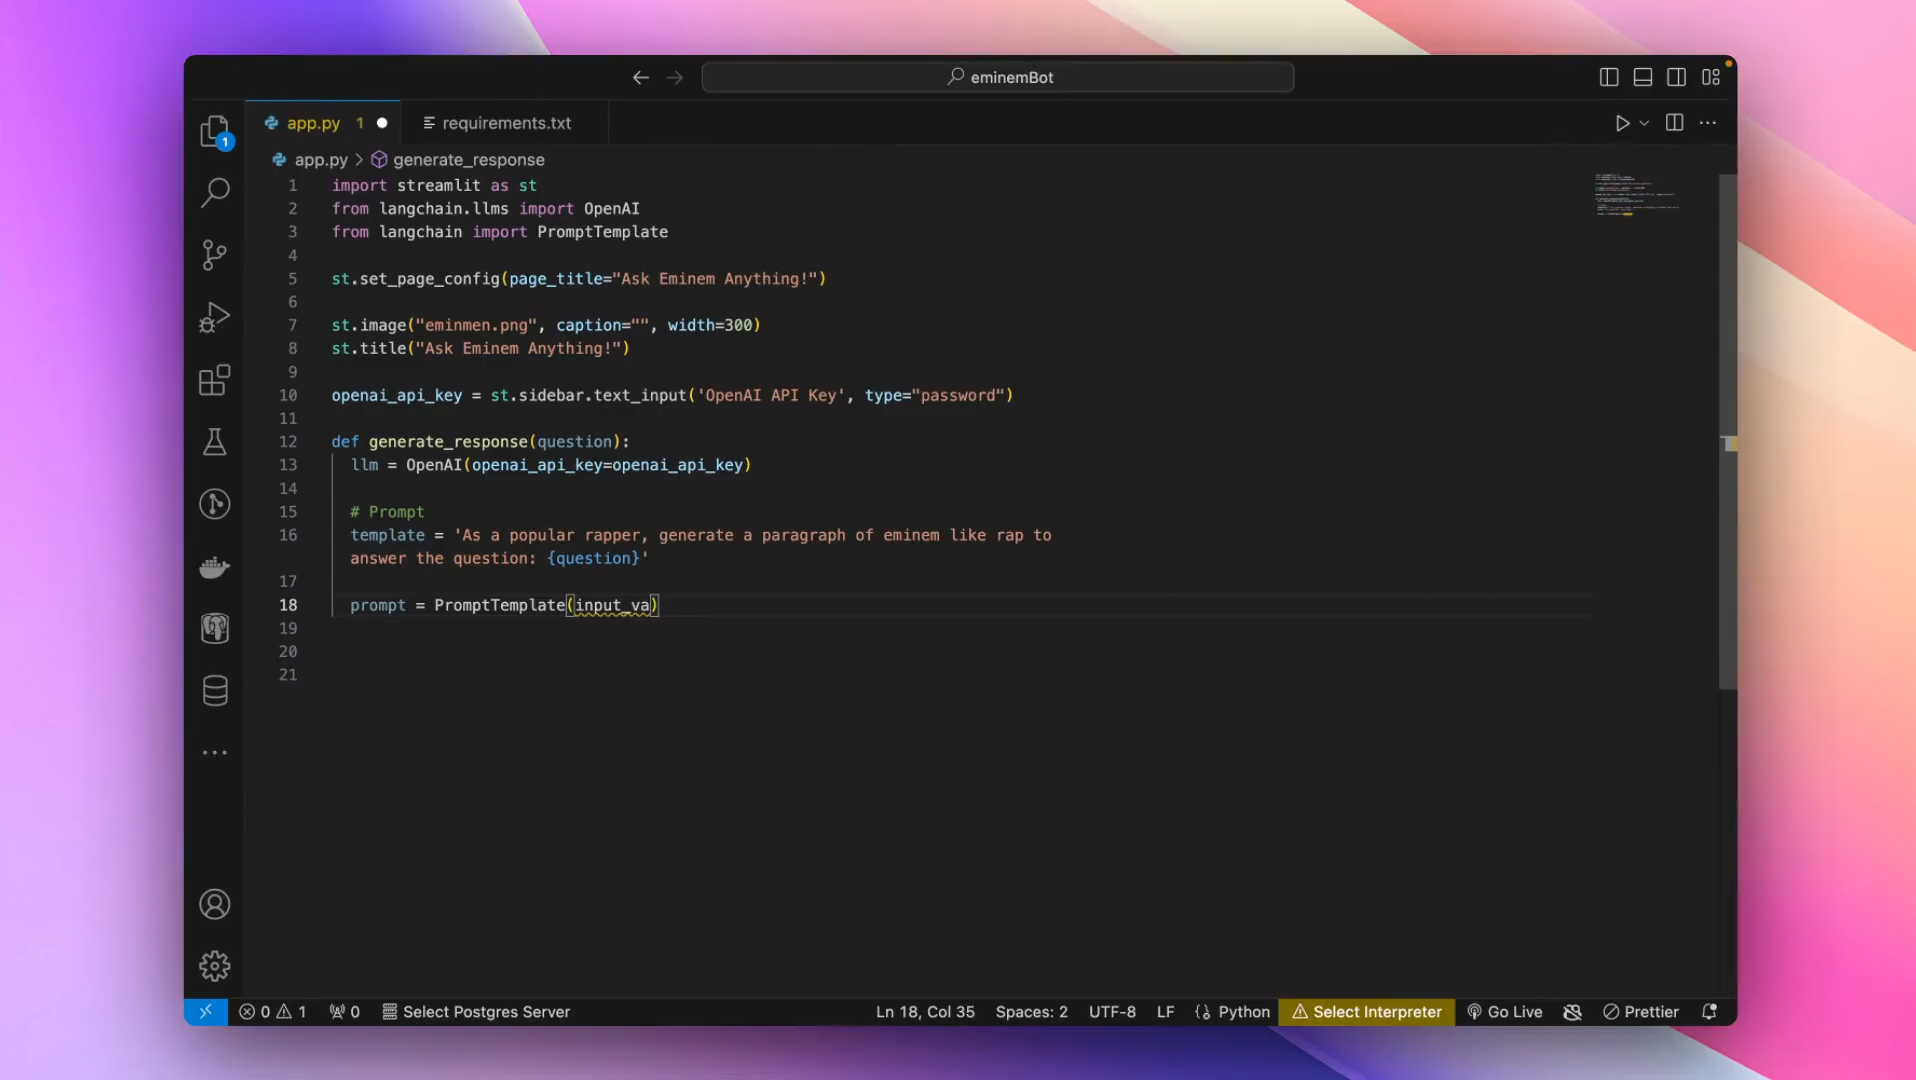 eminemBot
app.py 1
requirements.txt
1
app.py > generate_response
1 import streamlit as st
2 from langchain.llms import OpenAI
3 from langchain import PromptTemplate
4
5 st.set_page_config(page_title="Ask Eminem Anything!")
6
7 st.image("eminmen.png", caption="", width=300)
8 st.title("Ask Eminem Anything!")
9
10 openai_api_key = st.sidebar.text_input('OpenAI API Key', type="password")
11
12 def generate_response(question):
13 llm = OpenAI(openai_api_key=openai_api_key)
14
15 # Prompt
16 template = 'As a popular rapper, generate a paragraph of eminem like rap to
answer the question: {question}'
17
18 prompt = PromptTemplate(input_va)
19
20
21
0 1 0 Select Postgres Server Ln 18, Col 35 Spaces: 2 UTF-8 LF Python Select Interpreter Go Live Prettier